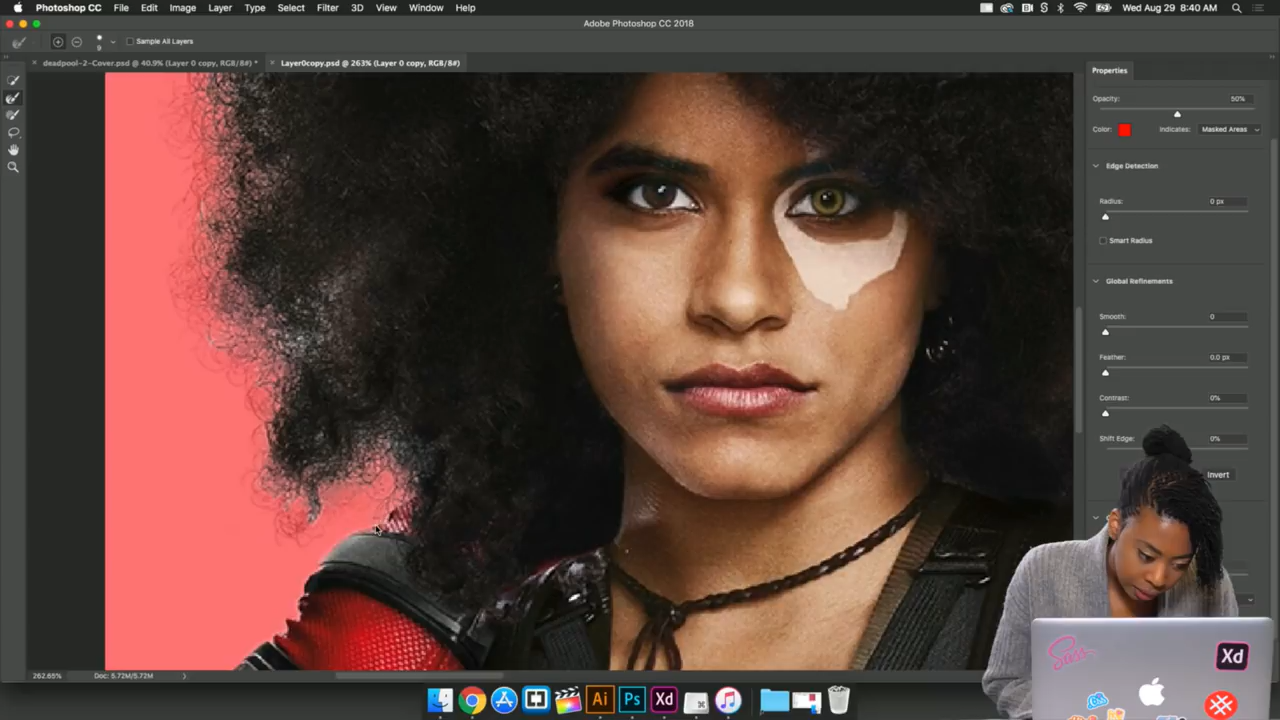 Photoshop CC File Edit Image Layer Type Select Filter 3D View Window Help Wed Aug 29 8:40 AM
Adobe Photoshop CC 2018
Sample All Layers
deadpool-2-Cover.psd @ 40.9% (Layer 0 copy, RGB/8#) * Layer0copy.psd @ 263% (Layer 0 copy, RGB/8#)
Properties
Opacity: 50%
Color: Indicates: Masked Areas
Edge Detection
Radius: 0 px
Smart Radius
Global Refinements
Smooth: 0
Feather: 0.0 px
Contrast: 0%
Shift Edge: 0%
Invert
262.65% Doc: 5.72M/5.72M
Ai Ps Xd
Xd